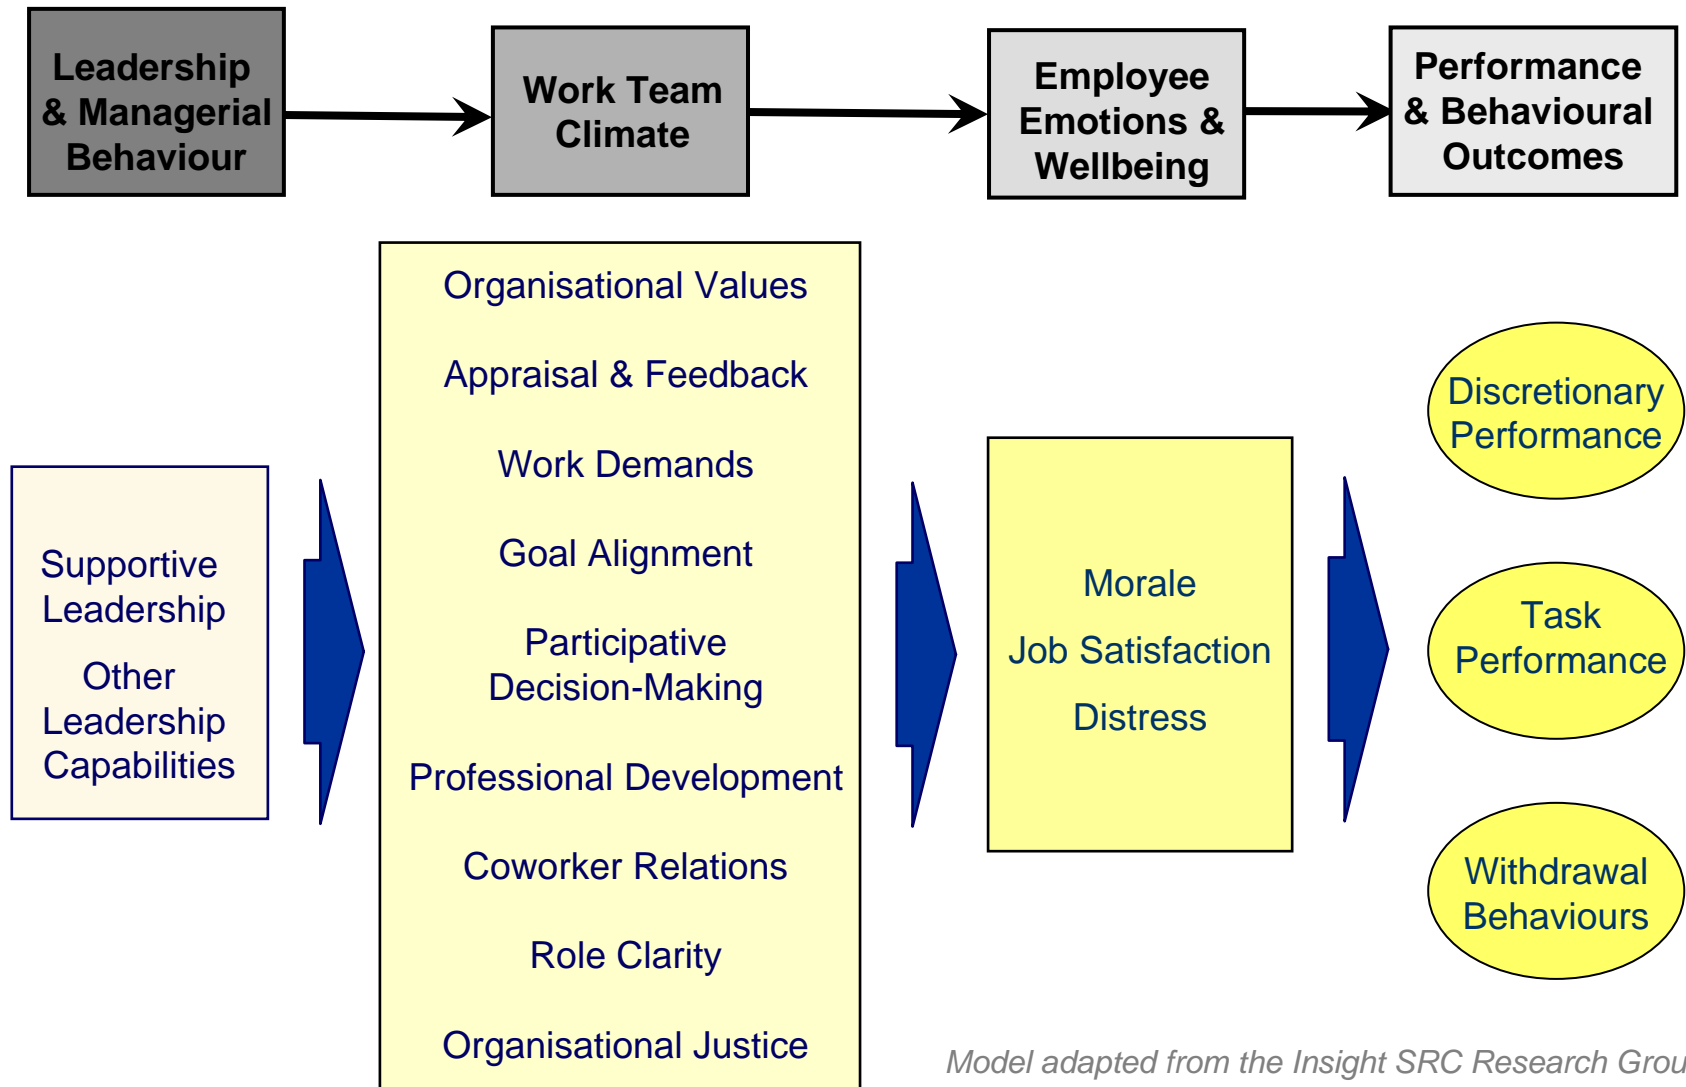 Leadership
& Managerial
Behaviour
Work Team
Climate
Employee
Emotions &
Wellbeing
Performance
& Behavioural
Outcomes
Supportive
Leadership
Other
Leadership
Capabilities
Organisational Values
Appraisal & Feedback
Work Demands
Goal Alignment
Participative
Decision-Making
Professional Development
Coworker Relations
Role Clarity
Organisational Justice
Morale
Job Satisfaction
Distress
Discretionary
Performance
Task
Performance
Withdrawal
Behaviours
Model adapted from the Insight SRC Research Grou